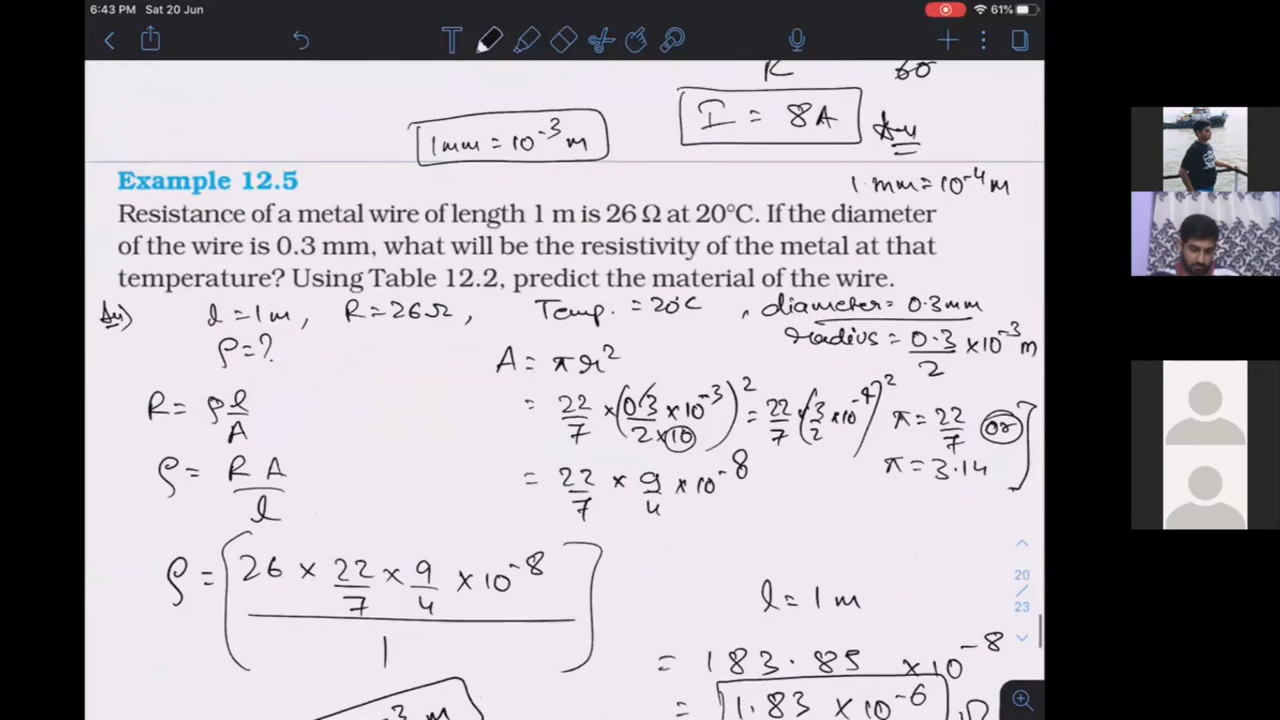 6:43 PM Sat 20 Jun
61%
R 60
I = 8A
Ans
1mm = 10⁻³ m
1.mm = 10⁻⁴ m
Example 12.5
Resistance of a metal wire of length 1 m is 26 Ω at 20°C. If the diameter
of the wire is 0.3 mm, what will be the resistivity of the metal at that
temperature? Using Table 12.2, predict the material of the wire.
Ans) l = 1m, R = 26Ω, Temp. = 20°C, diameter = 0.3mm
radius = 0.3/2 × 10⁻³ m
ρ = ?
A = πr²
R = ρl/A
= 22/7 × (0.3/2×10 × 10⁻³)² = 22/7 × (3/2 × 10⁻⁴)²
π = 22/7 or
π = 3.14
ρ = RA/l
= 22/7 × 9/4 × 10⁻⁸
ρ = [26 × 22/7 × 9/4 × 10⁻⁸ / 1]
l = 1m
= 183.85 × 10⁻⁸
= 1.83 × 10⁻⁶ Ω
⁻³ m
20
/
23